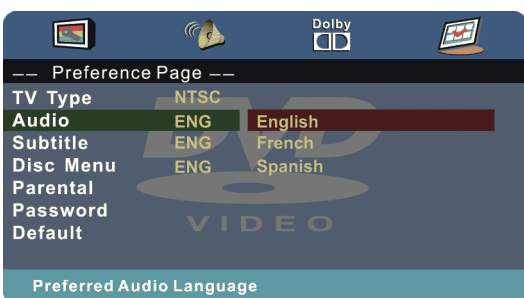 Dolby
-- Preference Page --
TV Type NTSC
Audio ENG English
Subtitle ENG French
Disc Menu ENG Spanish
Parental
Password
Default
DVD
VIDEO
Preferred Audio Language